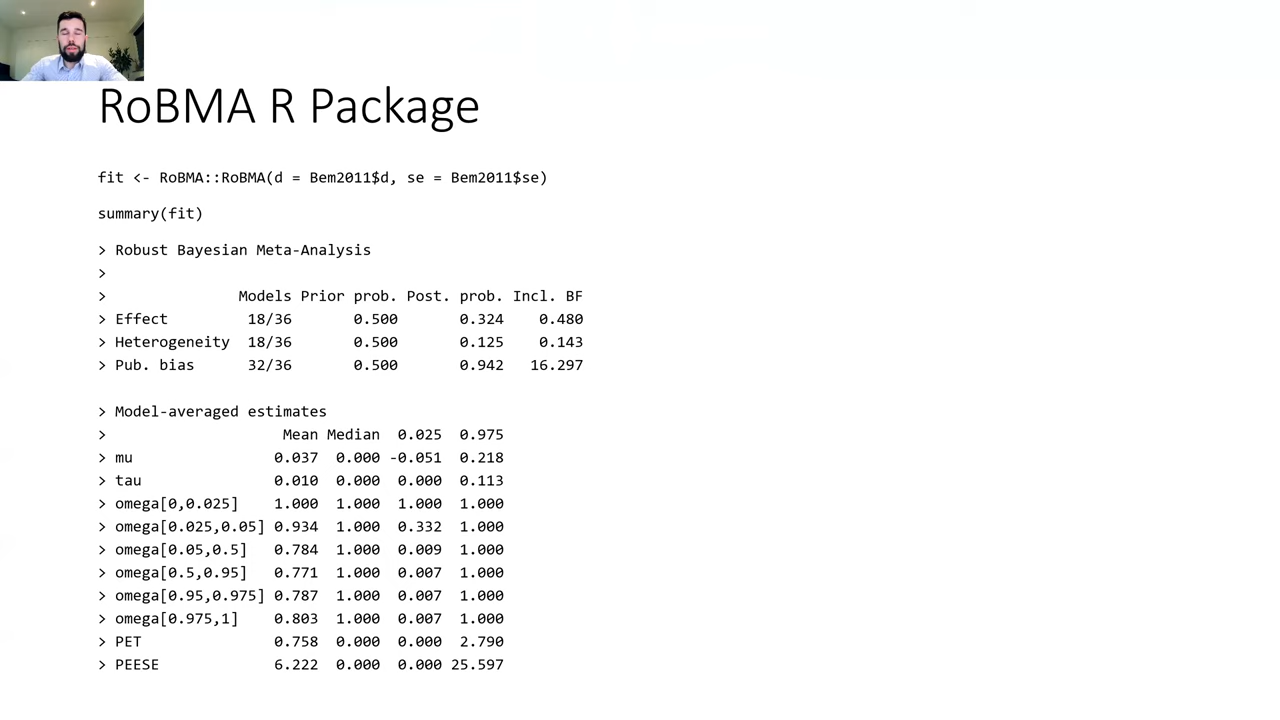 RoBMA R Package
fit <- RoBMA::RoBMA(d = Bem2011$d, se = Bem2011$se)
summary(fit)
> Robust Bayesian Meta-Analysis
>
> Models Prior prob. Post. prob. Incl. BF
> Effect 18/36 0.500 0.324 0.480
> Heterogeneity 18/36 0.500 0.125 0.143
> Pub. bias 32/36 0.500 0.942 16.297
> Model-averaged estimates
> Mean Median 0.025 0.975
> mu 0.037 0.000 -0.051 0.218
> tau 0.010 0.000 0.000 0.113
> omega[0,0.025] 1.000 1.000 1.000 1.000
> omega[0.025,0.05] 0.934 1.000 0.332 1.000
> omega[0.05,0.5] 0.784 1.000 0.009 1.000
> omega[0.5,0.95] 0.771 1.000 0.007 1.000
> omega[0.95,0.975] 0.787 1.000 0.007 1.000
> omega[0.975,1] 0.803 1.000 0.007 1.000
> PET 0.758 0.000 0.000 2.790
> PEESE 6.222 0.000 0.000 25.597